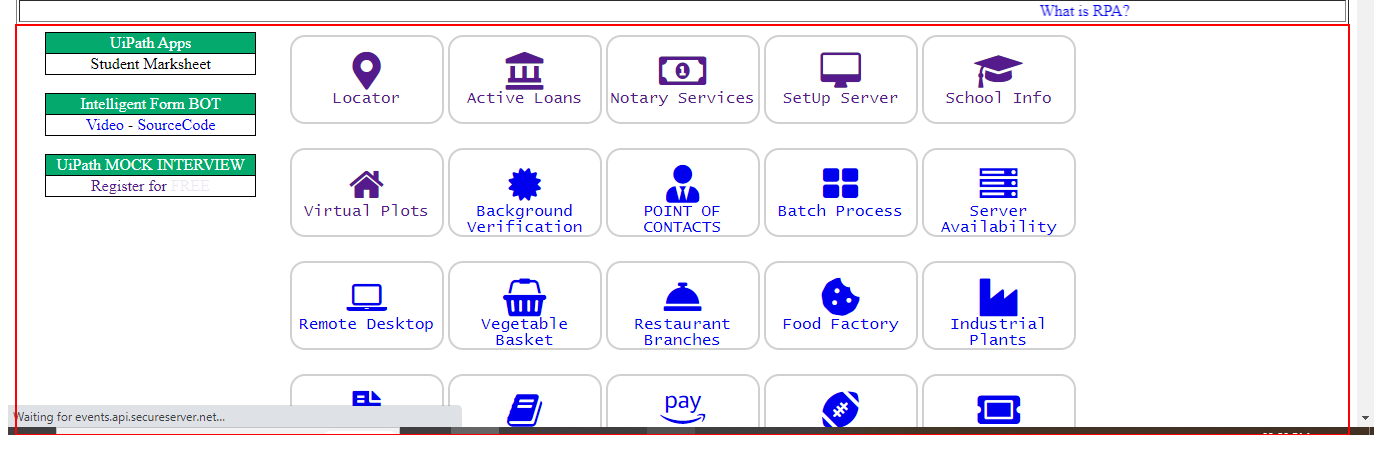 What is RPA?
UiPath Apps
Student Marksheet
Intelligent Form BOT
Video - SourceCode
UiPath MOCK INTERVIEW
Register for FREE
Locator
Active Loans
Notary Services
SetUp Server
School Info
Virtual Plots
Background
Verification
POINT OF
CONTACTS
Batch Process
Server
Availability
Remote Desktop
Vegetable
Basket
Restaurant
Branches
Food Factory
Industrial
Plants
pay
Waiting for events.api.secureserver.net...